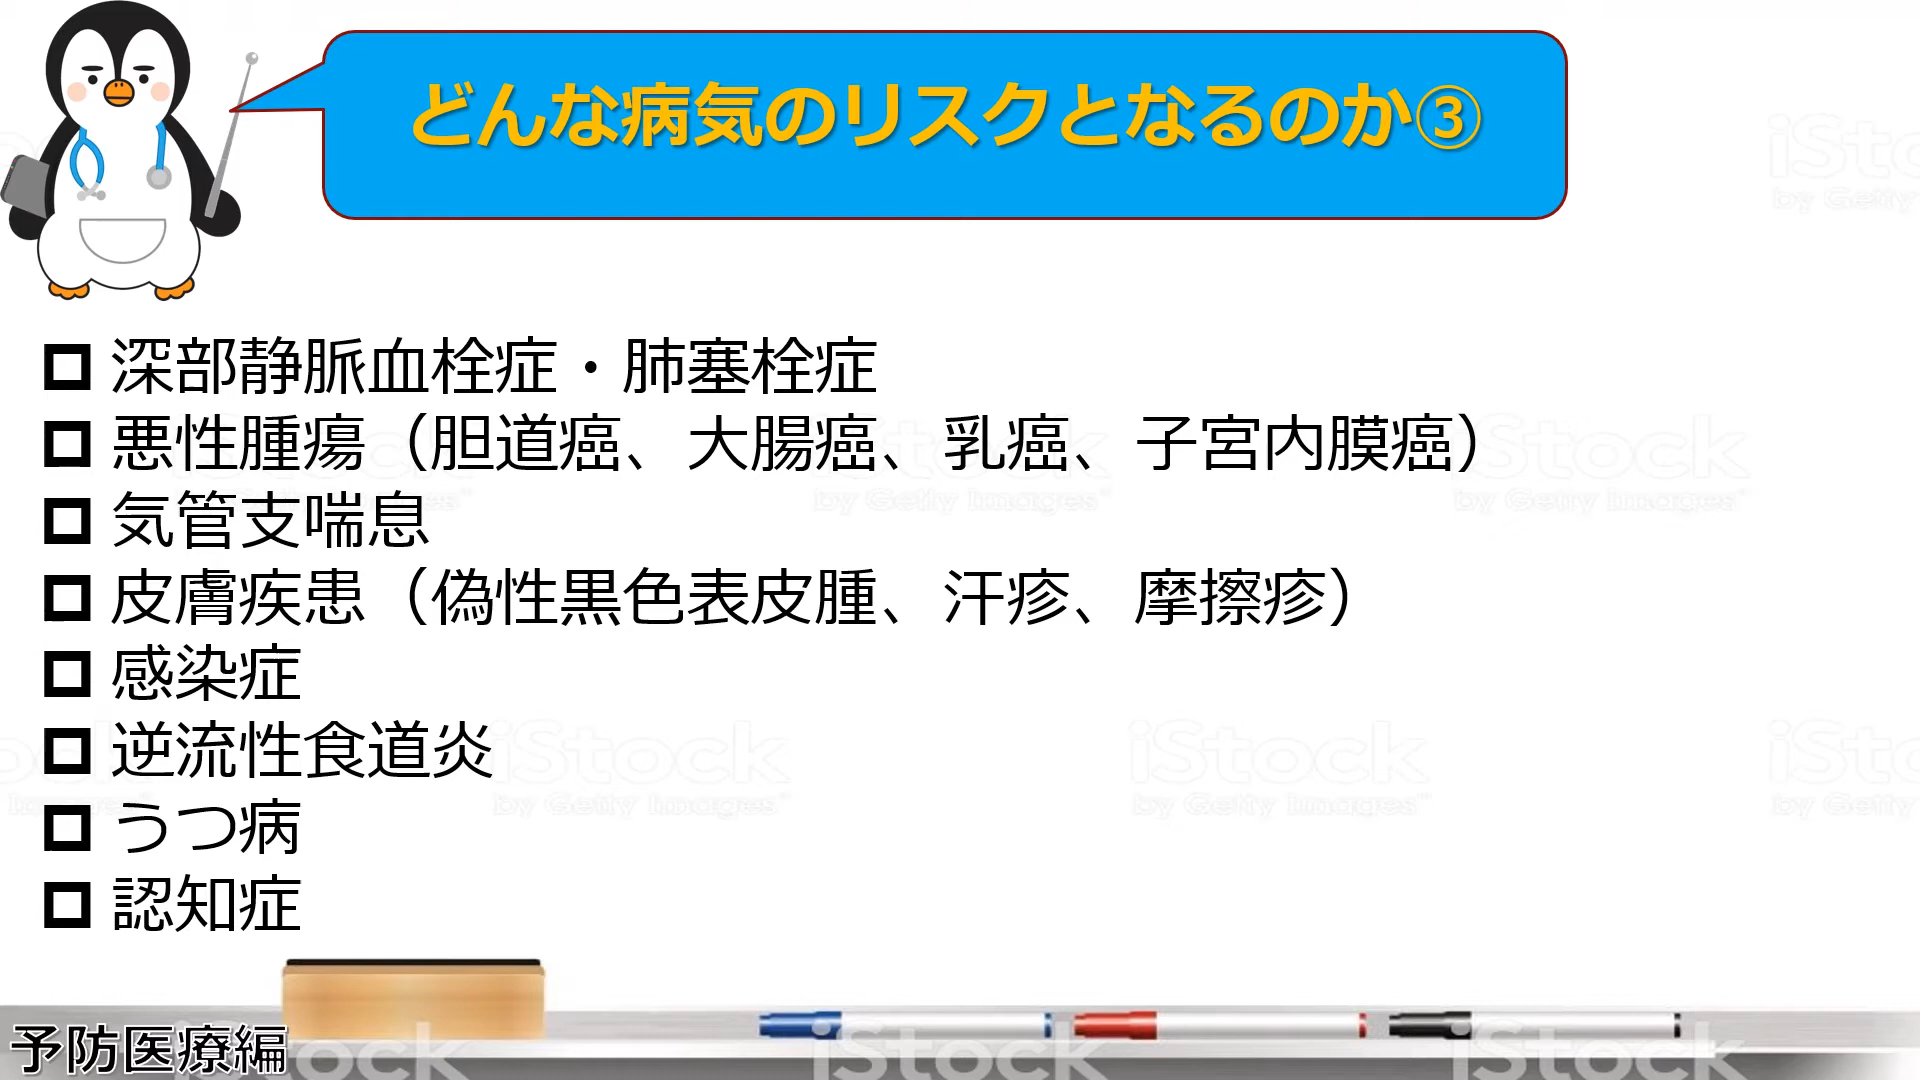 どんな病気のリスクとなるのか③
深部静脈血栓症・肺塞栓症
悪性腫瘍（胆道癌、大腸癌、乳癌、子宮内膜癌）
気管支喘息
皮膚疾患（偽性黒色表皮腫、汗疹、摩擦疹）
感染症
逆流性食道炎
うつ病
認知症
予防医療編
iStock
by Getty Images™